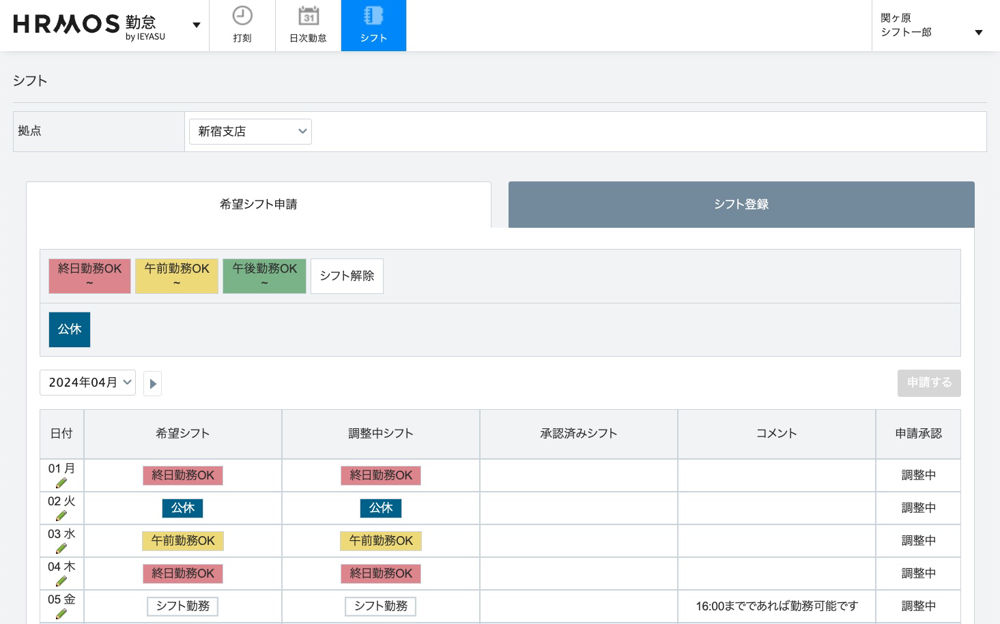 HRMOS 勤怠
by IEYASU
打刻
31
日次勤怠
シフト
関ヶ原
シフト一郎
シフト
拠点
新宿支店
希望シフト申請
シフト登録
終日勤務OK
~
午前勤務OK
~
午後勤務OK
~
シフト解除
公休
2024年04月
申請する
日付 希望シフト 調整中シフト 承認済みシフト コメント 申請承認
01 月 終日勤務OK 終日勤務OK 調整中
02 火 公休 公休 調整中
03 水 午前勤務OK 午前勤務OK 調整中
04 木 終日勤務OK 終日勤務OK 調整中
05 金 シフト勤務 シフト勤務 16:00までであれば勤務可能です 調整中